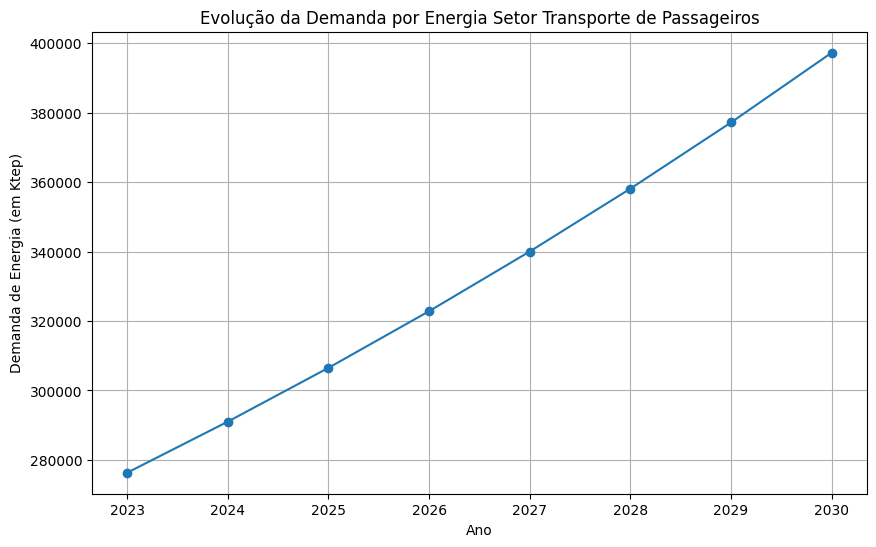 Evolução da Demanda por Energia Setor Transporte de Passageiros
Demanda de Energia (em Ktep)
400000
380000
360000
340000
320000
300000
280000
2023 2024 2025 2026 2027 2028 2029 2030
Ano